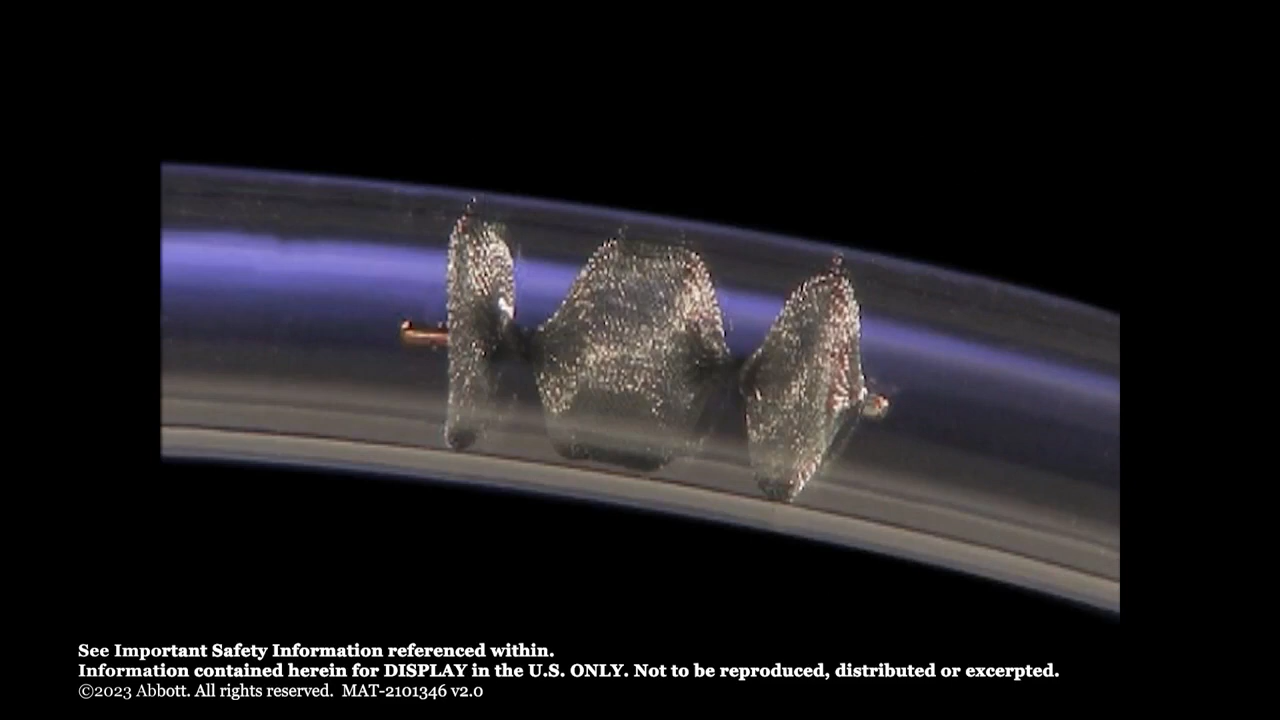 See Important Safety Information referenced within.
Information contained herein for DISPLAY in the U.S. ONLY. Not to be reproduced, distributed or excerpted.
©2023 Abbott. All rights reserved.  MAT-2101346 v2.0